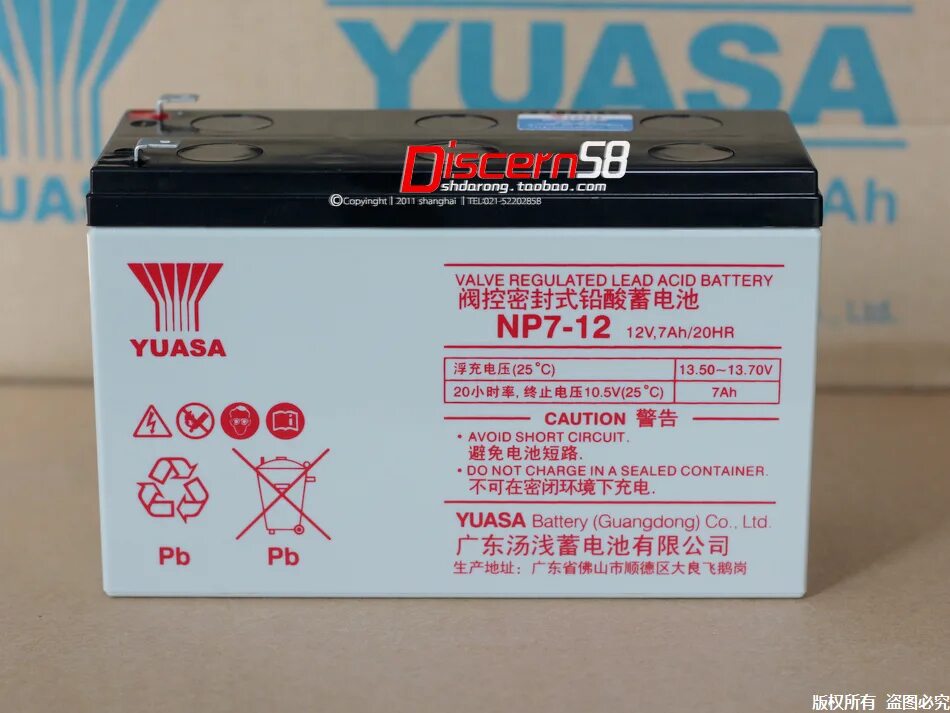 YUASA
YUASA
Ah
Ltd.
Discern58
shdarong.taobao.com
©Copyright 2011 shanghai TEL:021-52202858
YUASA
VALVE REGULATED LEAD ACID BATTERY
阀控密封式铅酸蓄电池
NP7-12 12V,7Ah/20HR
浮充电压(25°C) 13.50~13.70V
20小时率, 终止电压10.5V(25°C) 7Ah
CAUTION 警告
• AVOID SHORT CIRCUIT.
避免电池短路.
• DO NOT CHARGE IN A SEALED CONTAINER.
不可在密闭环境下充电.
Pb Pb
YUASA Battery (Guangdong) Co., Ltd.
广东汤浅蓄电池有限公司
生产地址: 广东省佛山市顺德区大良飞鹅岗
版权所有 盗图必究